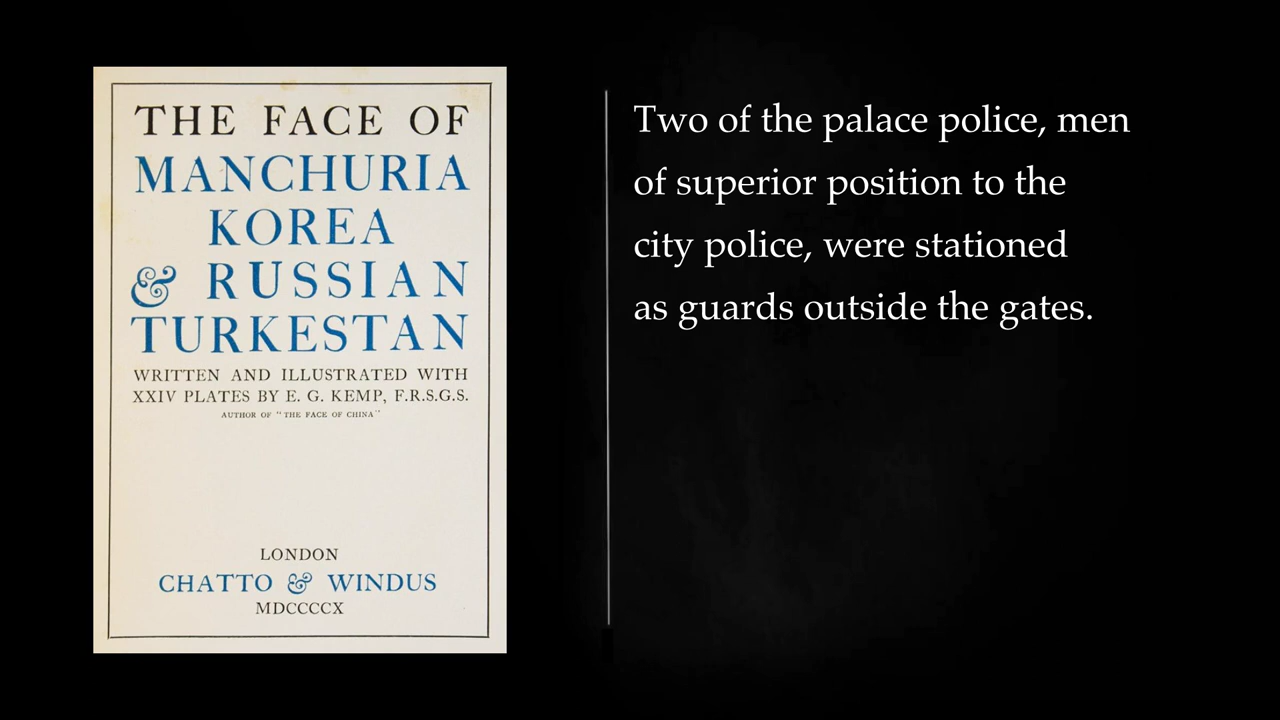 THE FACE OF
MANCHURIA
KOREA
& RUSSIAN
TURKESTAN
WRITTEN AND ILLUSTRATED WITH
XXIV PLATES BY E. G. KEMP, F.R.S.G.S.
AUTHOR OF "THE FACE OF CHINA"
LONDON
CHATTO & WINDUS
MDCCCCX
Two of the palace police, men
of superior position to the
city police, were stationed
as guards outside the gates.